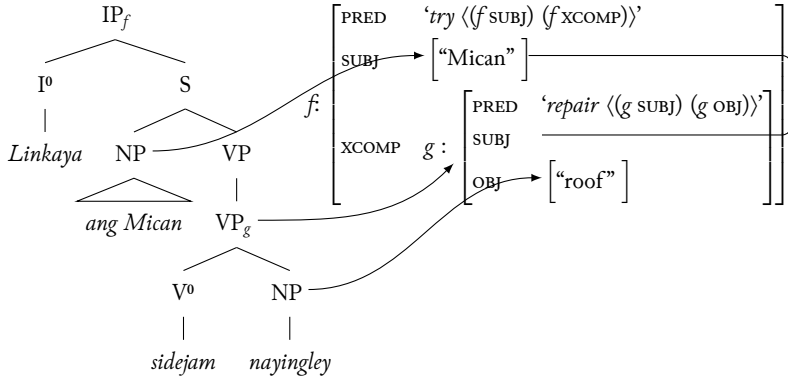 IP_f
I⁰ S
Linkaya NP VP
ang Mican VP_g
V⁰ NP
sidejam nayingley
f: PRED ‘try ⟨(f SUBJ) (f XCOMP)⟩’
SUBJ [“Mican”]
XCOMP g : PRED ‘repair ⟨(g SUBJ) (g OBJ)⟩’
SUBJ
OBJ [“roof”]